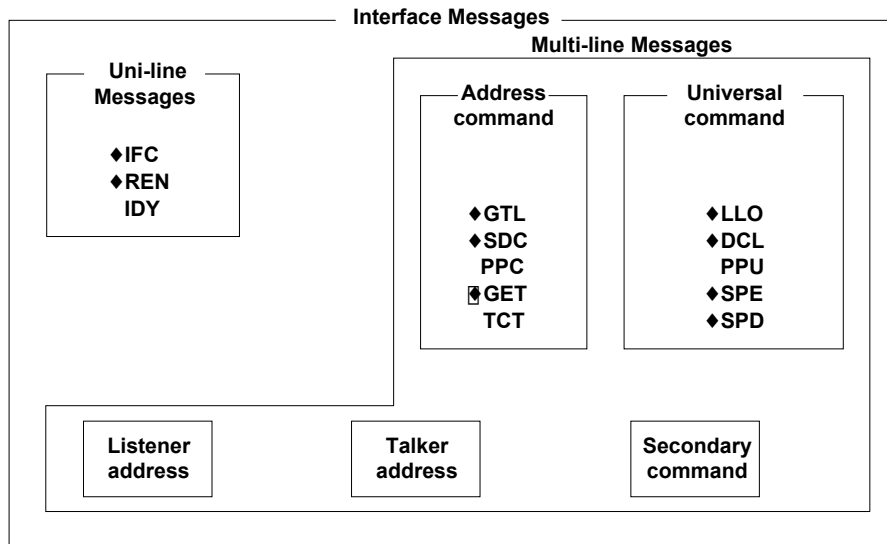 Interface Messages
Multi-line Messages
Uni-line
Messages
♦IFC
♦REN
IDY
Address
command
♦GTL
♦SDC
PPC
♦GET
TCT
Universal
command
♦LLO
♦DCL
PPU
♦SPE
♦SPD
Listener
address
Talker
address
Secondary
command